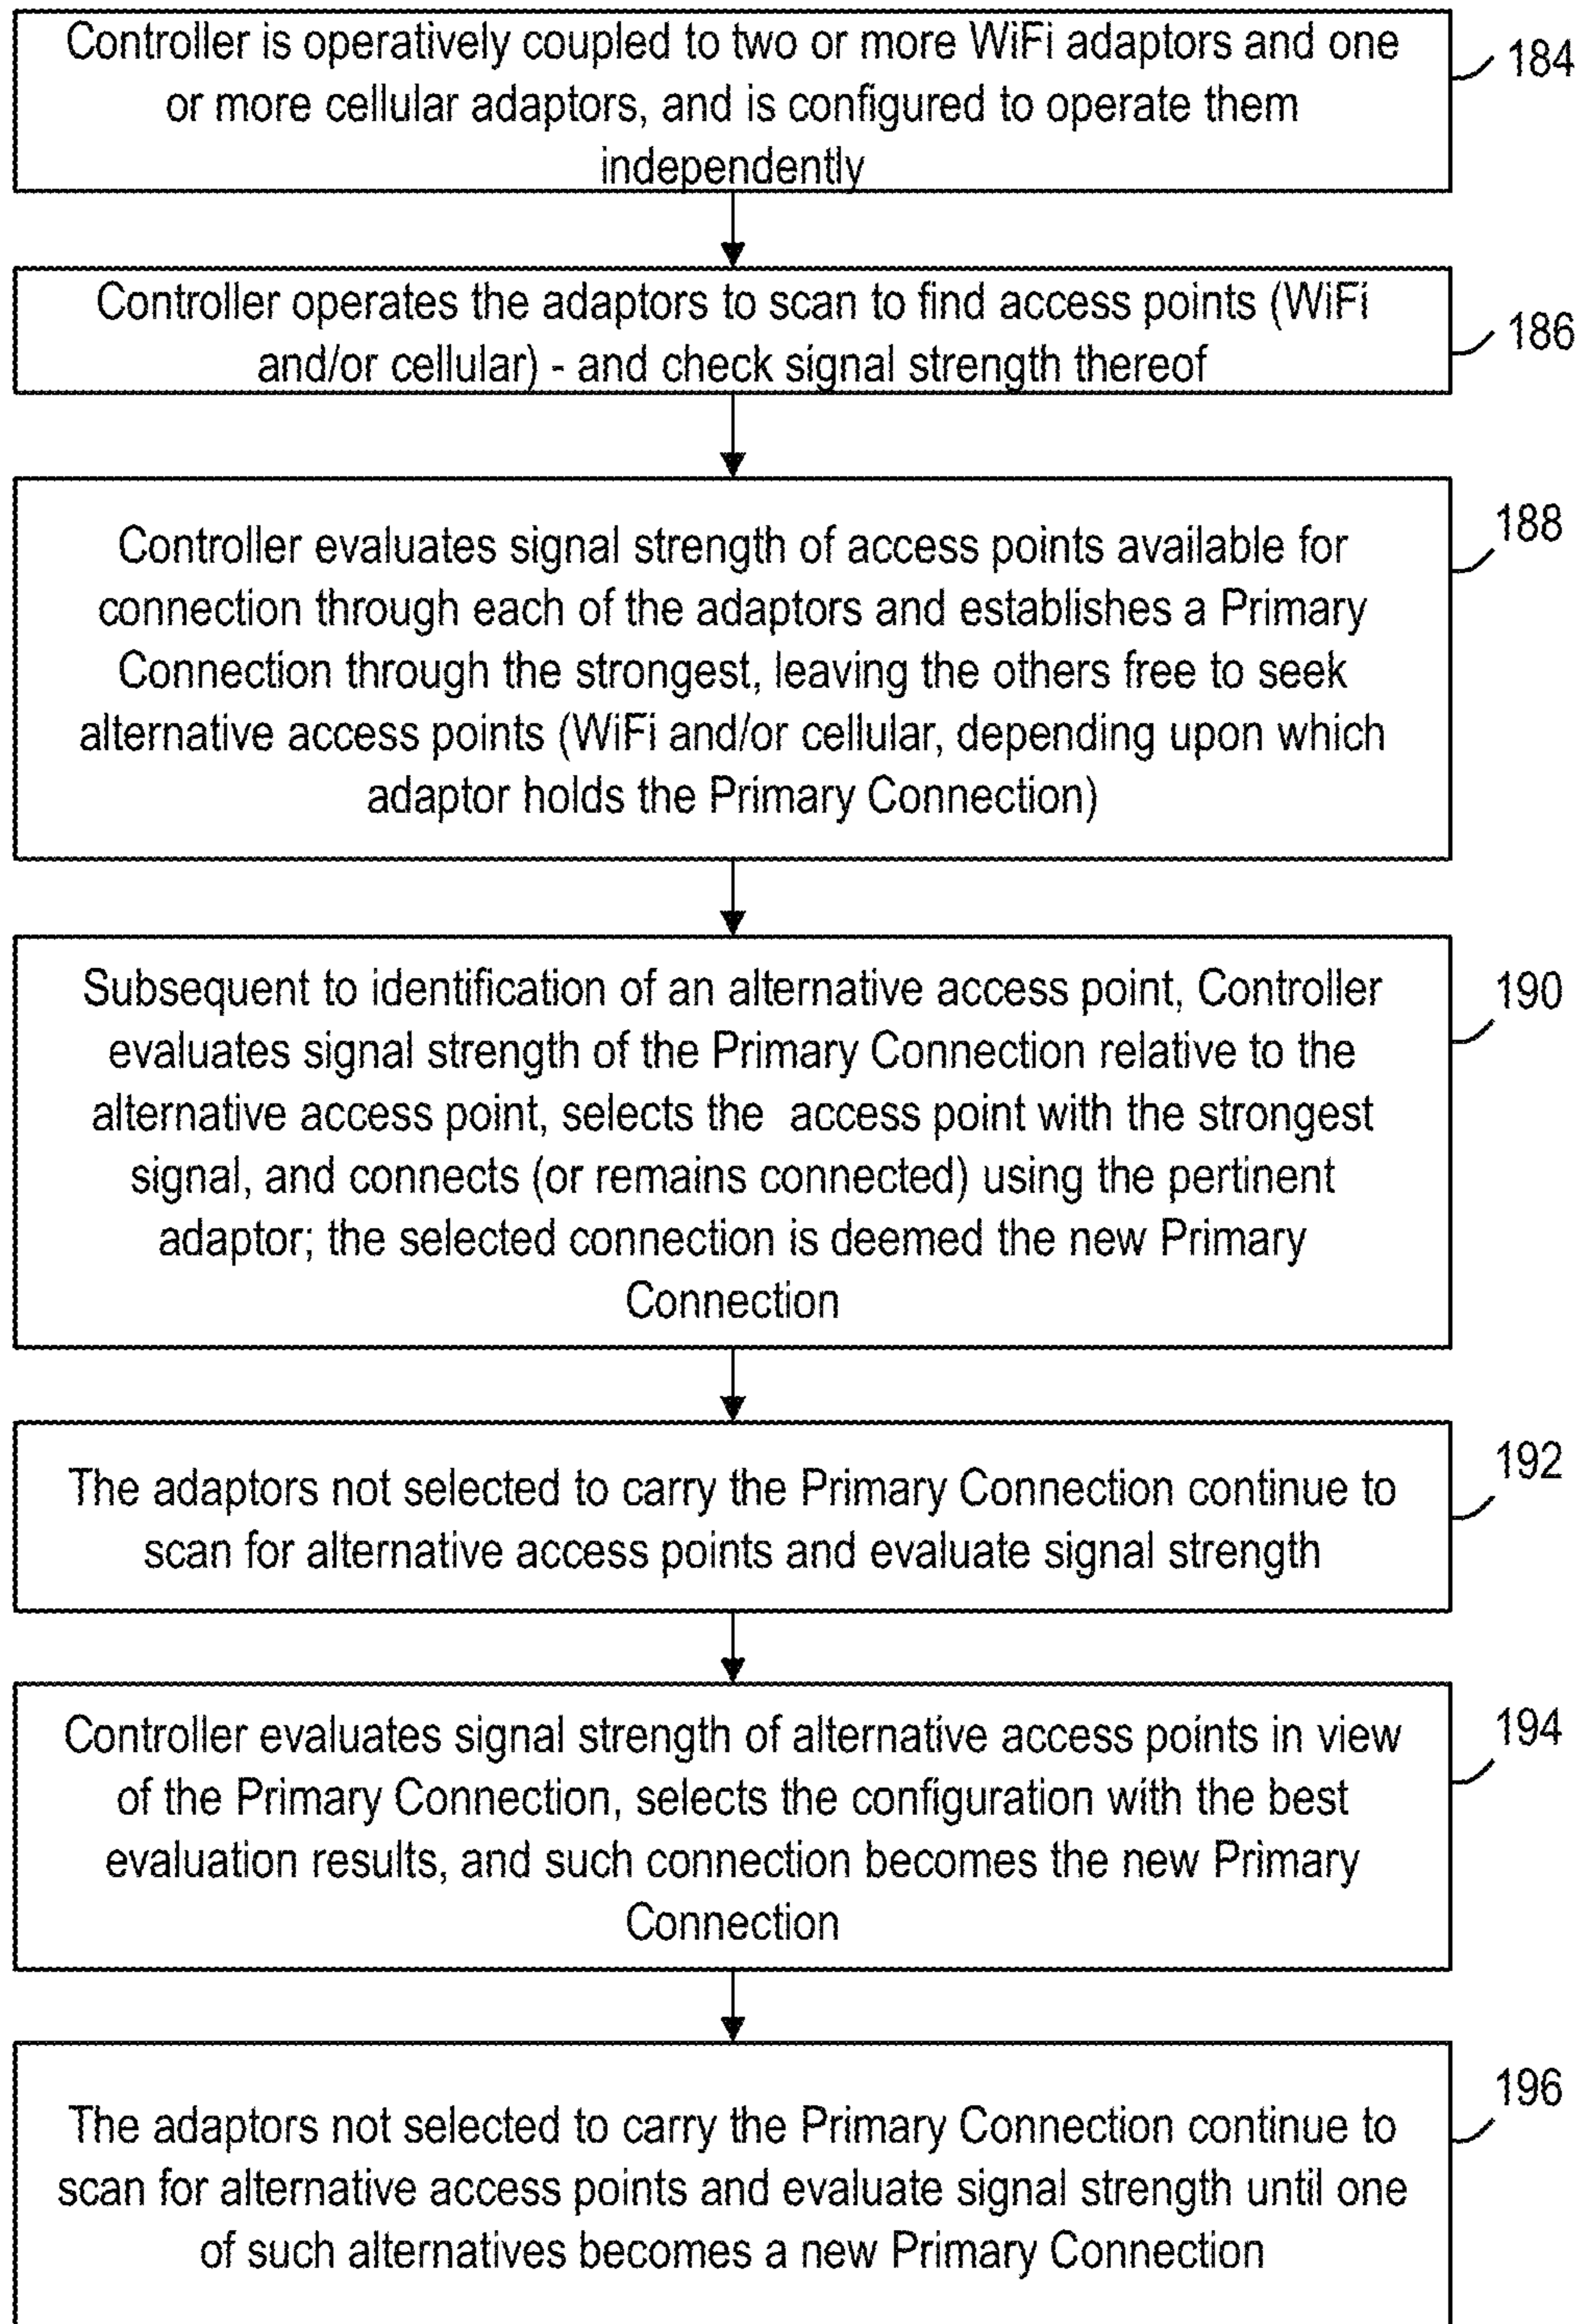 Controller is operatively coupled to two or more WiFi adaptors and one
or more cellular adaptors, and is configured to operate them
independently
184
Controller operates the adaptors to scan to find access points (WiFi
and/or cellular) - and check signal strength thereof
186
Controller evaluates signal strength of access points available for
connection through each of the adaptors and establishes a Primary
Connection through the strongest, leaving the others free to seek
alternative access points (WiFi and/or cellular, depending upon which
adaptor holds the Primary Connection)
188
Subsequent to identification of an alternative access point, Controller
evaluates signal strength of the Primary Connection relative to the
alternative access point, selects the access point with the strongest
signal, and connects (or remains connected) using the pertinent
adaptor; the selected connection is deemed the new Primary
Connection
190
The adaptors not selected to carry the Primary Connection continue to
scan for alternative access points and evaluate signal strength
192
Controller evaluates signal strength of alternative access points in view
of the Primary Connection, selects the configuration with the best
evaluation results, and such connection becomes the new Primary
Connection
194
The adaptors not selected to carry the Primary Connection continue to
scan for alternative access points and evaluate signal strength until one
of such alternatives becomes a new Primary Connection
196